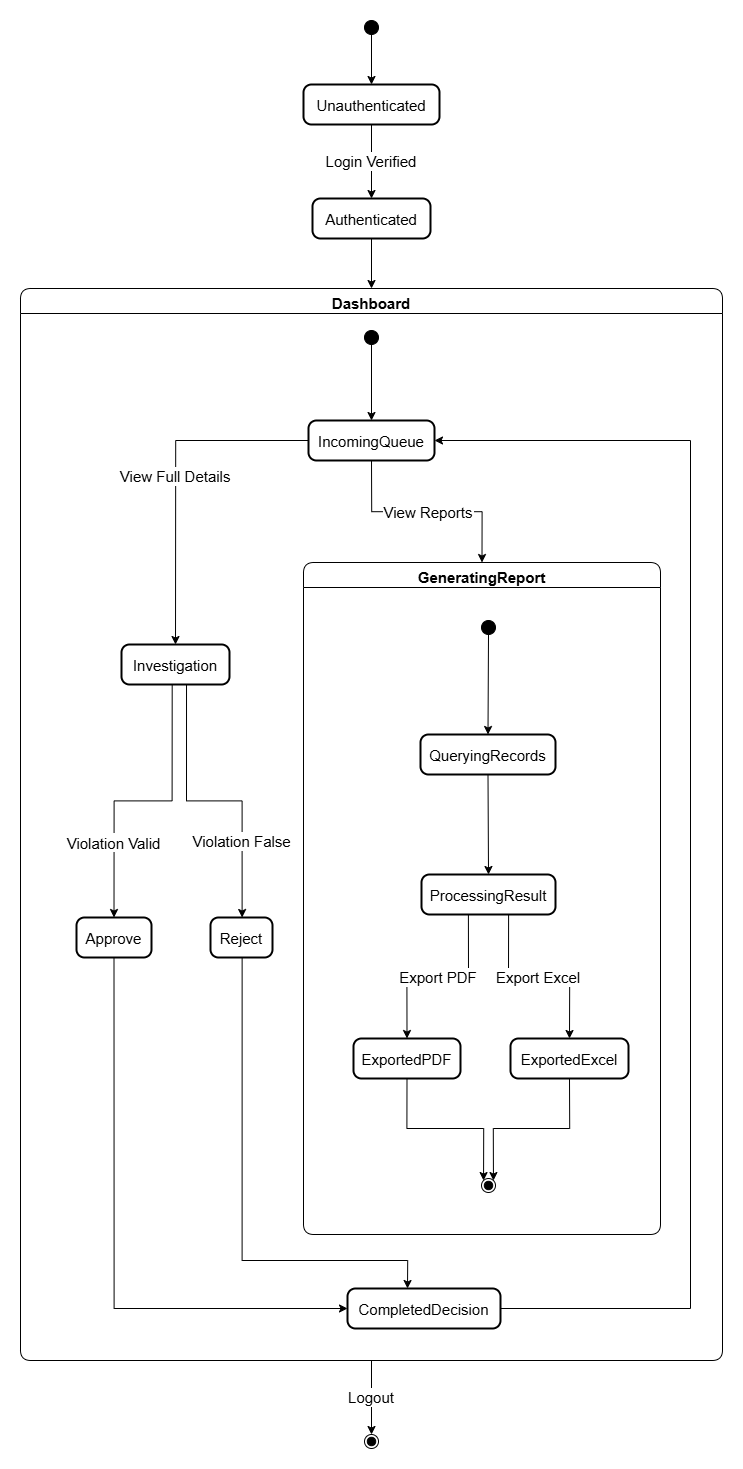 Unauthenticated
Login Verified
Authenticated
Dashboard
IncomingQueue
View Full Details
View Reports
GeneratingReport
Investigation
QueryingRecords
Violation Valid
Violation False
ProcessingResult
Approve
Reject
Export PDF
Export Excel
ExportedPDF
ExportedExcel
CompletedDecision
Logout